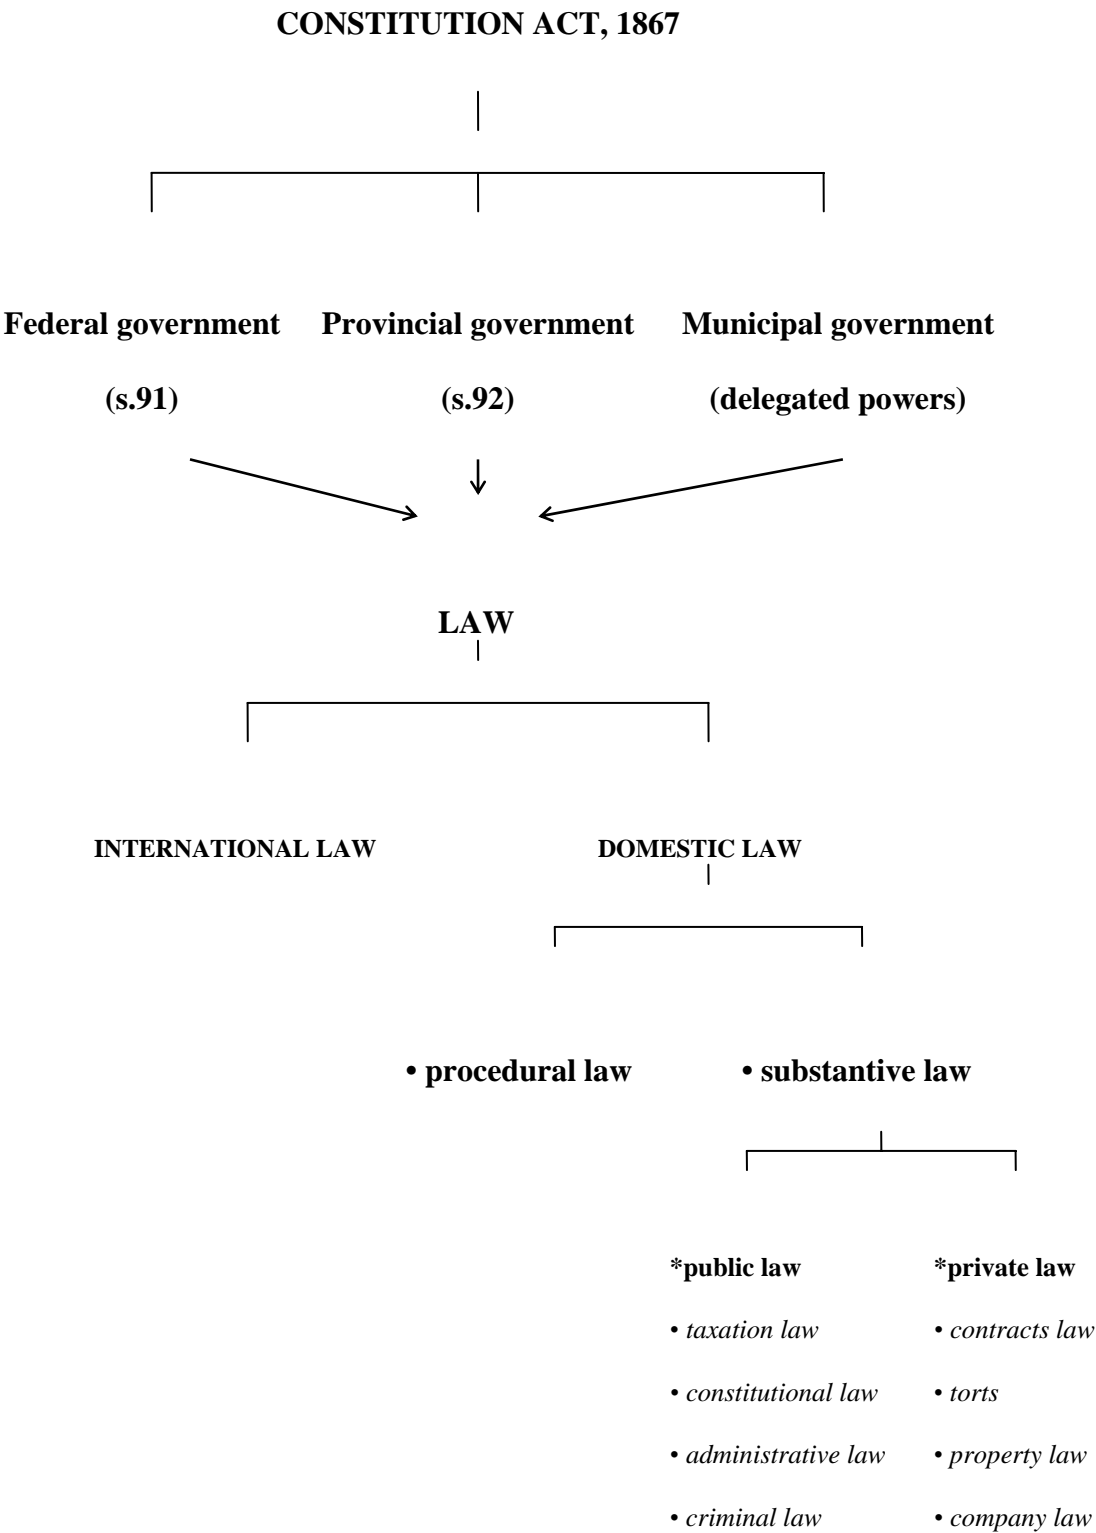 CONSTITUTION ACT, 1867
Federal government Provincial government Municipal government
(s.91) (s.92) (delegated powers)
LAW
INTERNATIONAL LAW DOMESTIC LAW
• procedural law • substantive law
*public law *private law
• taxation law • contracts law
• constitutional law • torts
• administrative law • property law
• criminal law • company law